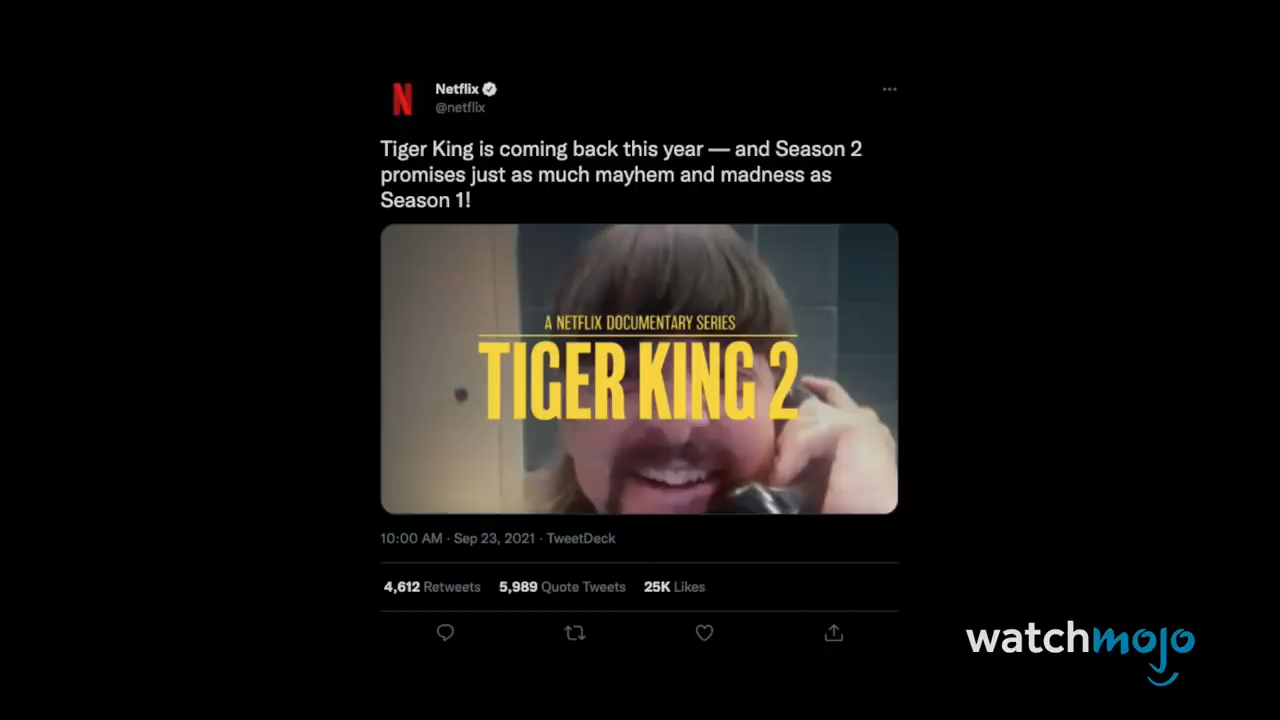 N
Netflix
@netflix
Tiger King is coming back this year — and Season 2
promises just as much mayhem and madness as
Season 1!
A NETFLIX DOCUMENTARY SERIES
TIGER KING 2
10:00 AM · Sep 23, 2021 · TweetDeck
4,612 Retweets 5,989 Quote Tweets 25K Likes
watchmojo